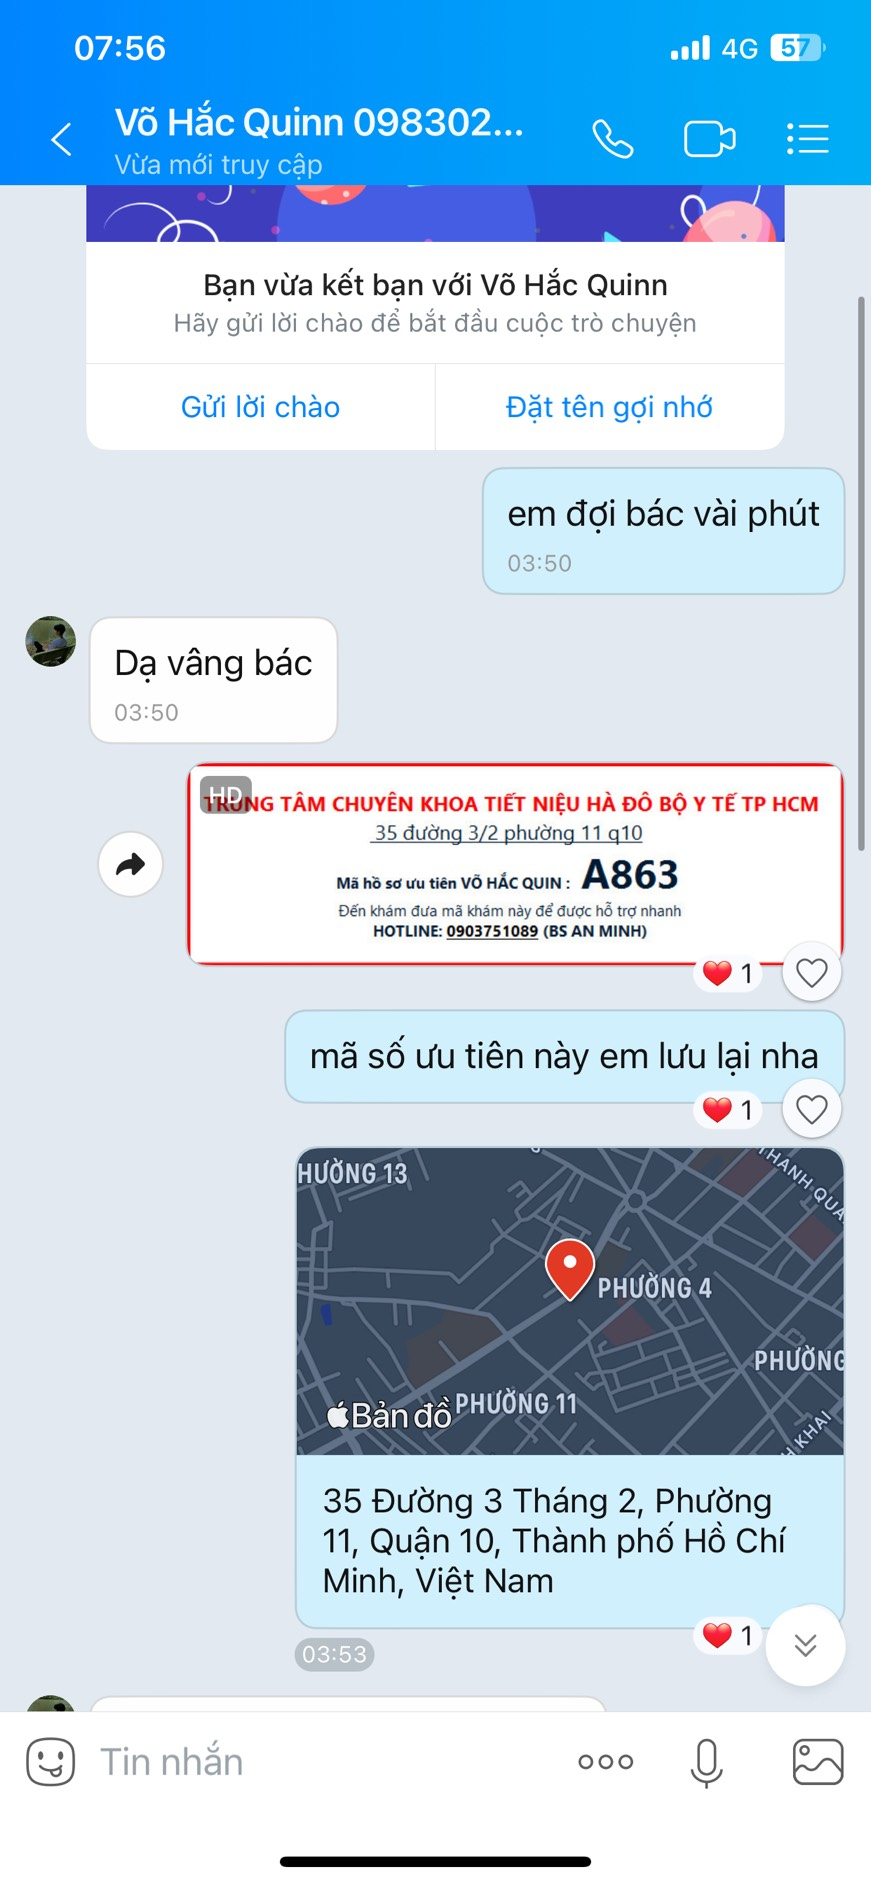 07:56
4G 57
Võ Hắc Quinn 098302...
Vừa mới truy cập
Bạn vừa kết bạn với Võ Hắc Quinn
Hãy gửi lời chào để bắt đầu cuộc trò chuyện
Gửi lời chào
Đặt tên gợi nhớ
em đợi bác vài phút
03:50
Dạ vâng bác
03:50
HD
TRUNG TÂM CHUYÊN KHOA TIẾT NIỆU HÀ ĐÔ BỘ Y TẾ TP HCM
35 đường 3/2 phường 11 q10
Mã hồ sơ ưu tiên VÕ HẮC QUIN : A863
Đến khám đưa mã khám này để được hỗ trợ nhanh
HOTLINE: 0903751089 (BS AN MINH)
1
mã số ưu tiên này em lưu lại nha
1
HƯỜNG 13
THANH QUA
PHƯỜNG 4
PHƯỜNG
Bản đồ
PHƯỜNG 11
H KHAI
35 Đường 3 Tháng 2, Phường
11, Quận 10, Thành phố Hồ Chí
Minh, Việt Nam
1
03:53
Tin nhắn